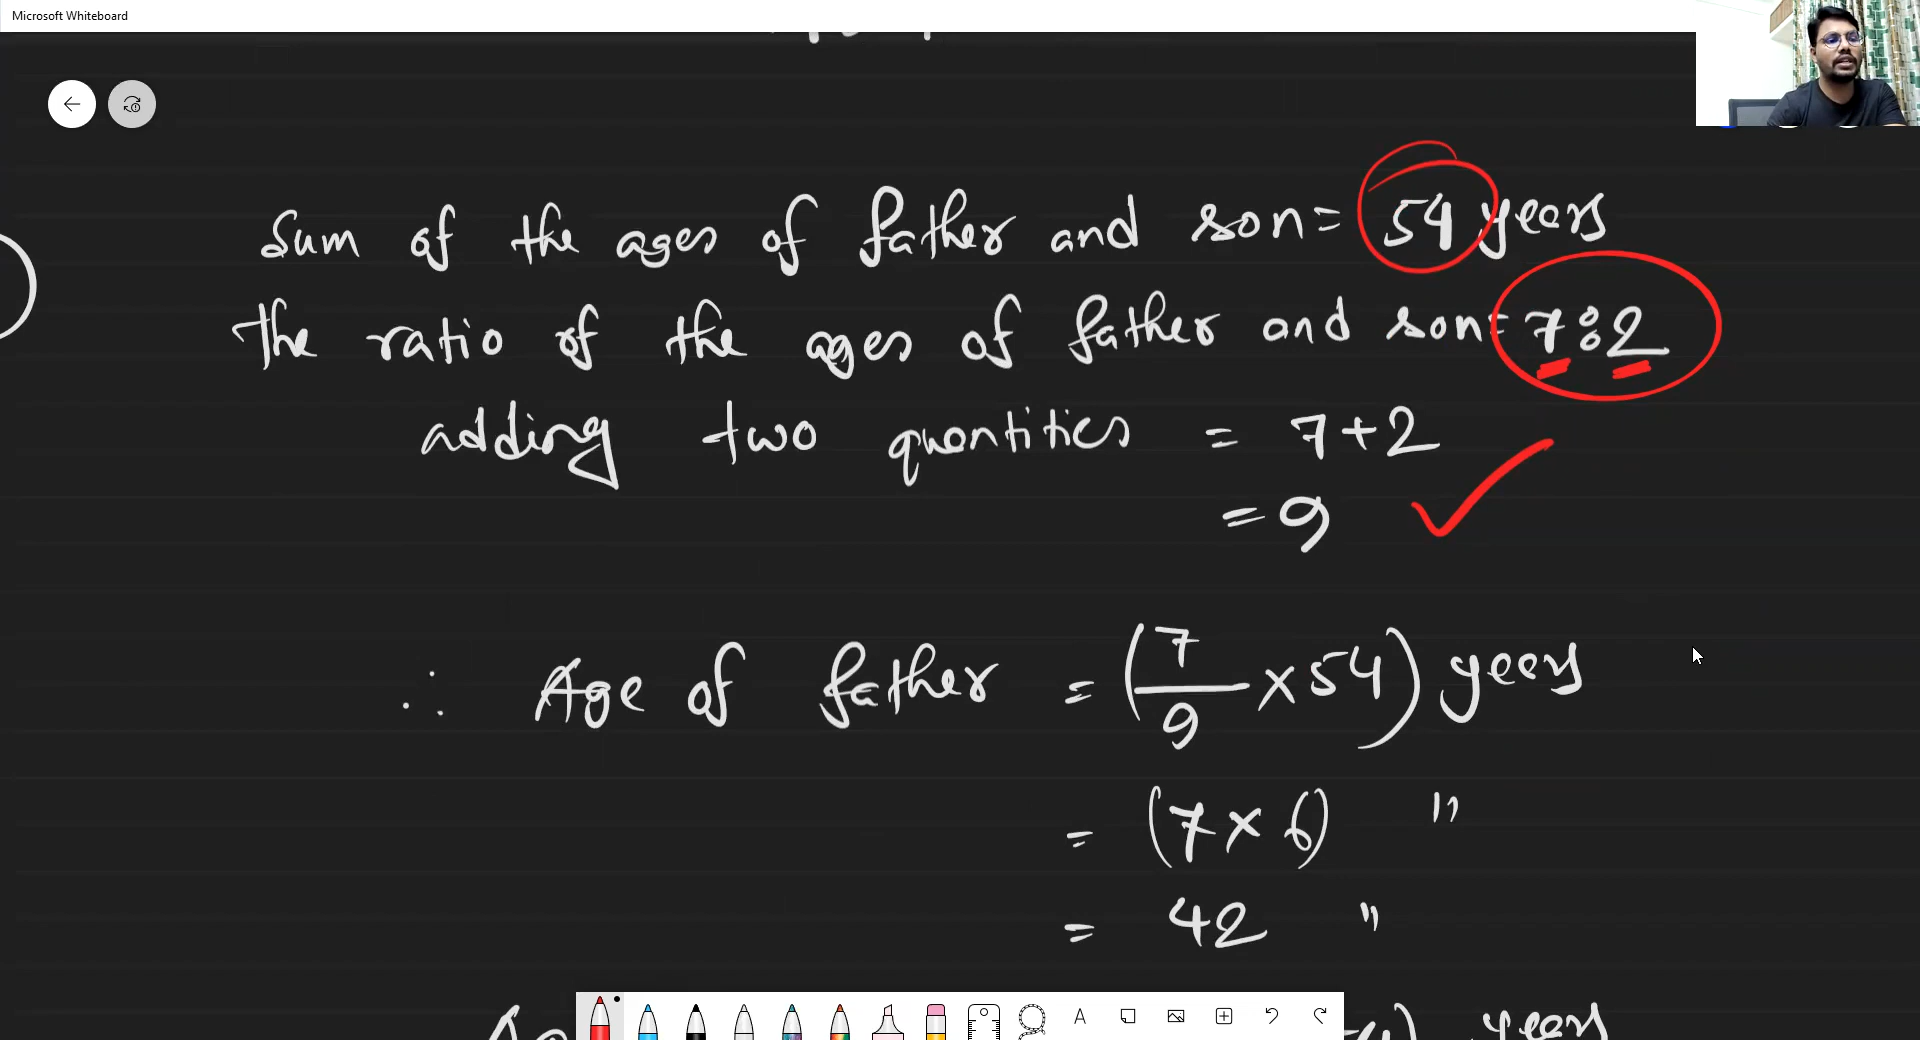 Microsoft Whiteboard
Sum of the ages of father and son = 54 years
The ratio of the ages of father and son = 7:2
adding two quantities = 7+2
= 9
∴ Age of father = (7/9 × 54) years
= (7 × 6) "
= 42 "
years
A